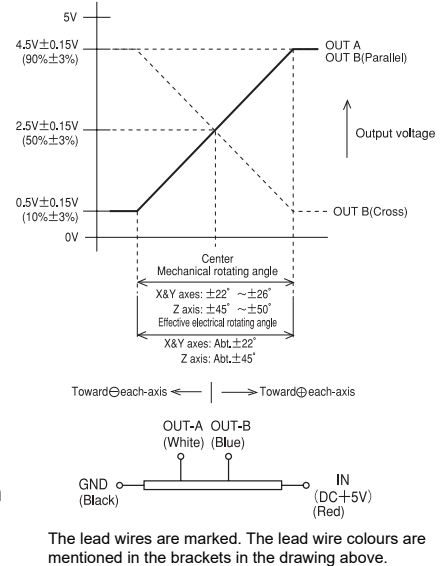 5V
4.5V±0.15V
(90%±3%)
OUT A
OUT B(Parallel)
2.5V±0.15V
(50%±3%)
Output voltage
0.5V±0.15V
(10%±3%)
OUT B(Cross)
0V
Center
Mechanical rotating angle
X&Y axes: ±22° ~±26°
Z axis: ±45° ~±50°
Effective electrical rotating angle
X&Y axes: Abt.±22°
Z axis: Abt.±45°
Toward⊖each-axis
Toward⊕each-axis
OUT-A OUT-B
(White) (Blue)
GND
(Black)
IN
(DC+5V)
(Red)
The lead wires are marked. The lead wire colours are
mentioned in the brackets in the drawing above.